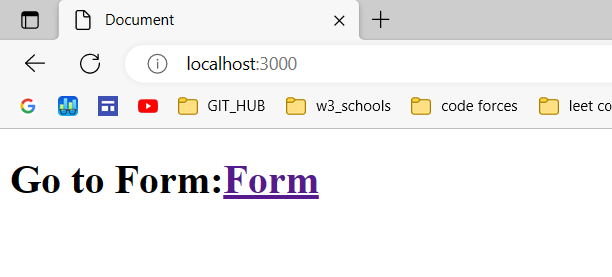 Document
localhost:3000
GIT_HUB w3_schools code forces leet co
Go to Form:Form